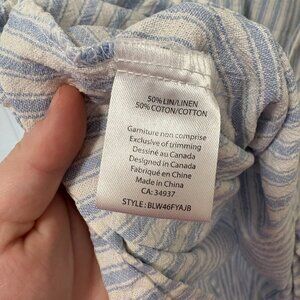 50% LIN/LINEN
50% COTON/COTTON
Garniture non comprise
Exclusive of trimming
Dessiné au Canada
Designed in Canada
Fabriqué en Chine
Made in China
CA: 34937
STYLE: BLW46FYAJB